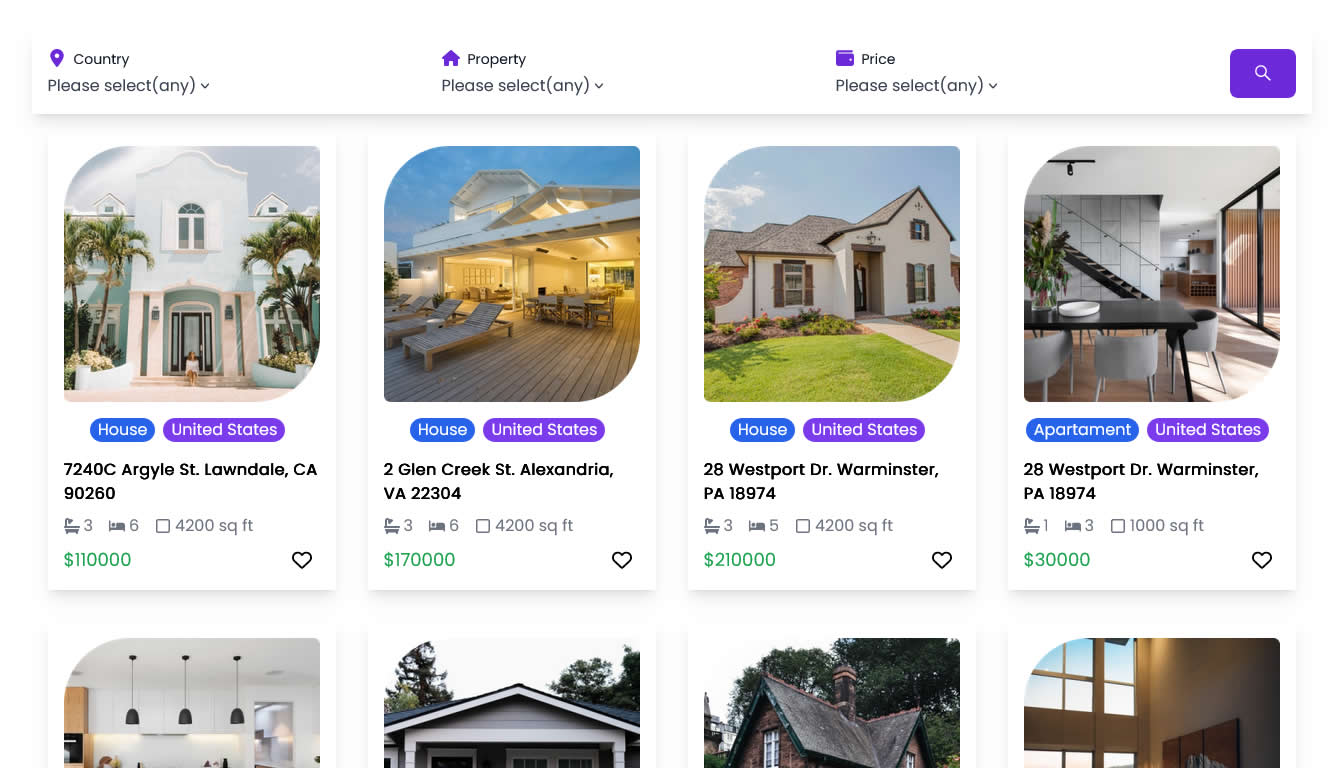 Country
Please select(any)
Property
Please select(any)
Price
Please select(any)
House
United States
7240C Argyle St. Lawndale, CA
90260
3
6
4200 sq ft
$110000
House
United States
2 Glen Creek St. Alexandria,
VA 22304
3
6
4200 sq ft
$170000
House
United States
28 Westport Dr. Warminster,
PA 18974
3
5
4200 sq ft
$210000
Apartament
United States
28 Westport Dr. Warminster,
PA 18974
1
3
1000 sq ft
$30000